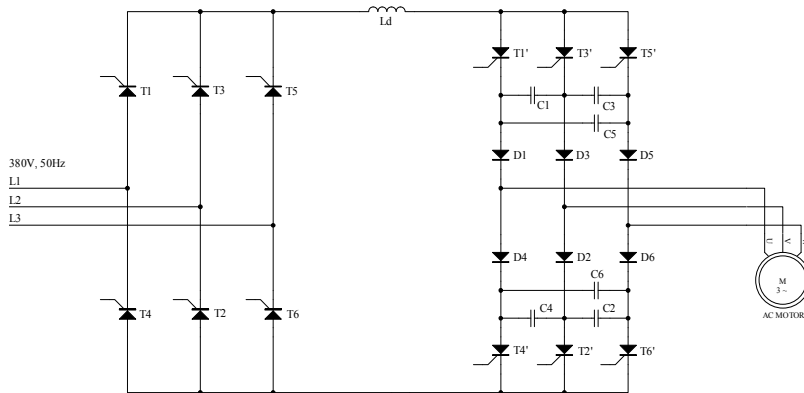 Ld
T1'
T3'
T5'
T1
T3
T5
C1
C3
C5
D1
D3
D5
380V, 50Hz
L1
L2
L3
U
V
D4
D2
D6
C6
M
3 ~
T4
T2
T6
C4
C2
AC MOTOR
T4'
T2'
T6'